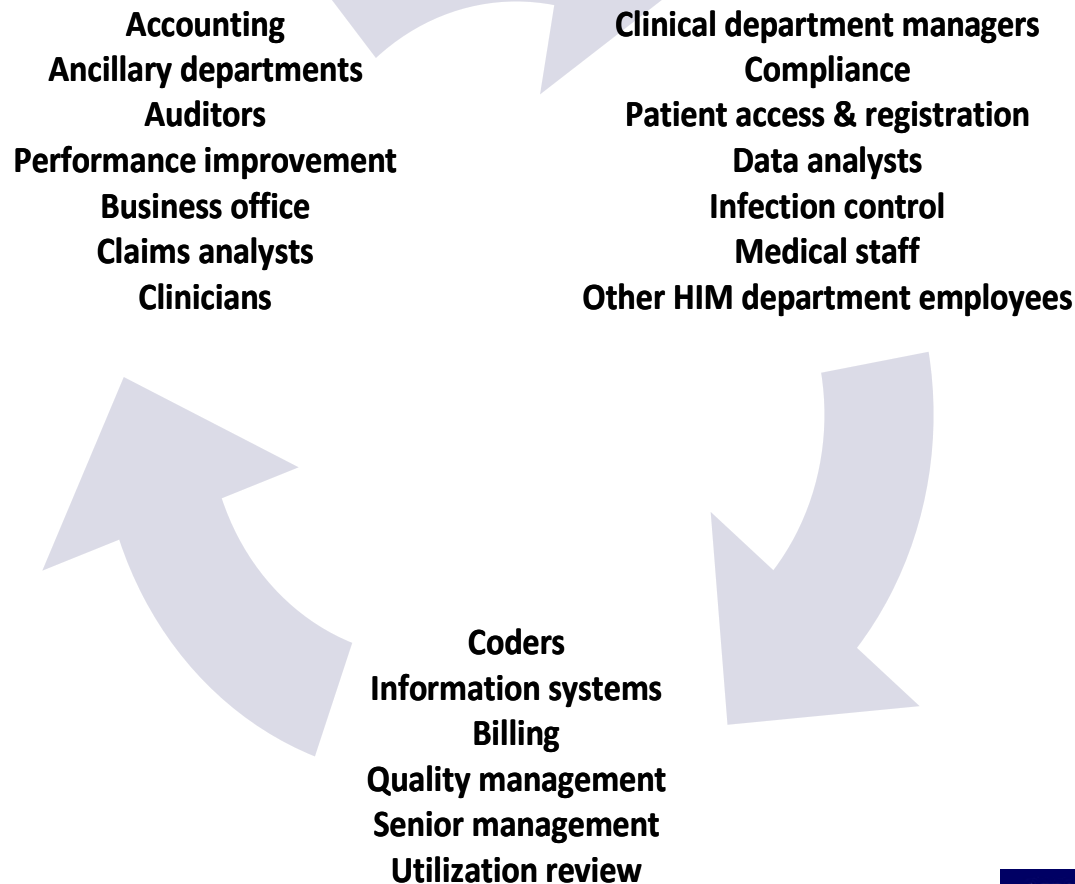 Accounting
Ancillary departments
Auditors
Performance improvement
Business office
Claims analysts
Clinicians
Clinical department managers
Compliance
Patient access & registration
Data analysts
Infection control
Medical staff
Other HIM department employees
Coders
Information systems
Billing
Quality management
Senior management
Utilization review